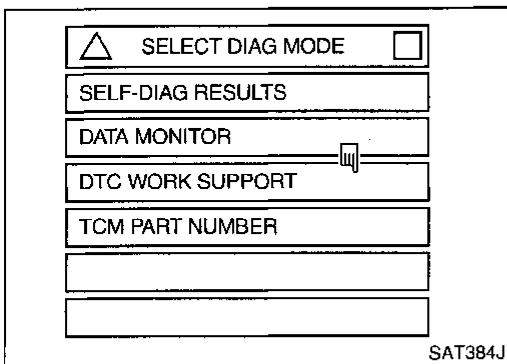 SELECT DIAG MODE
SELF-DIAG RESULTS
DATA MONITOR
DTC WORK SUPPORT
TCM PART NUMBER
SAT384J